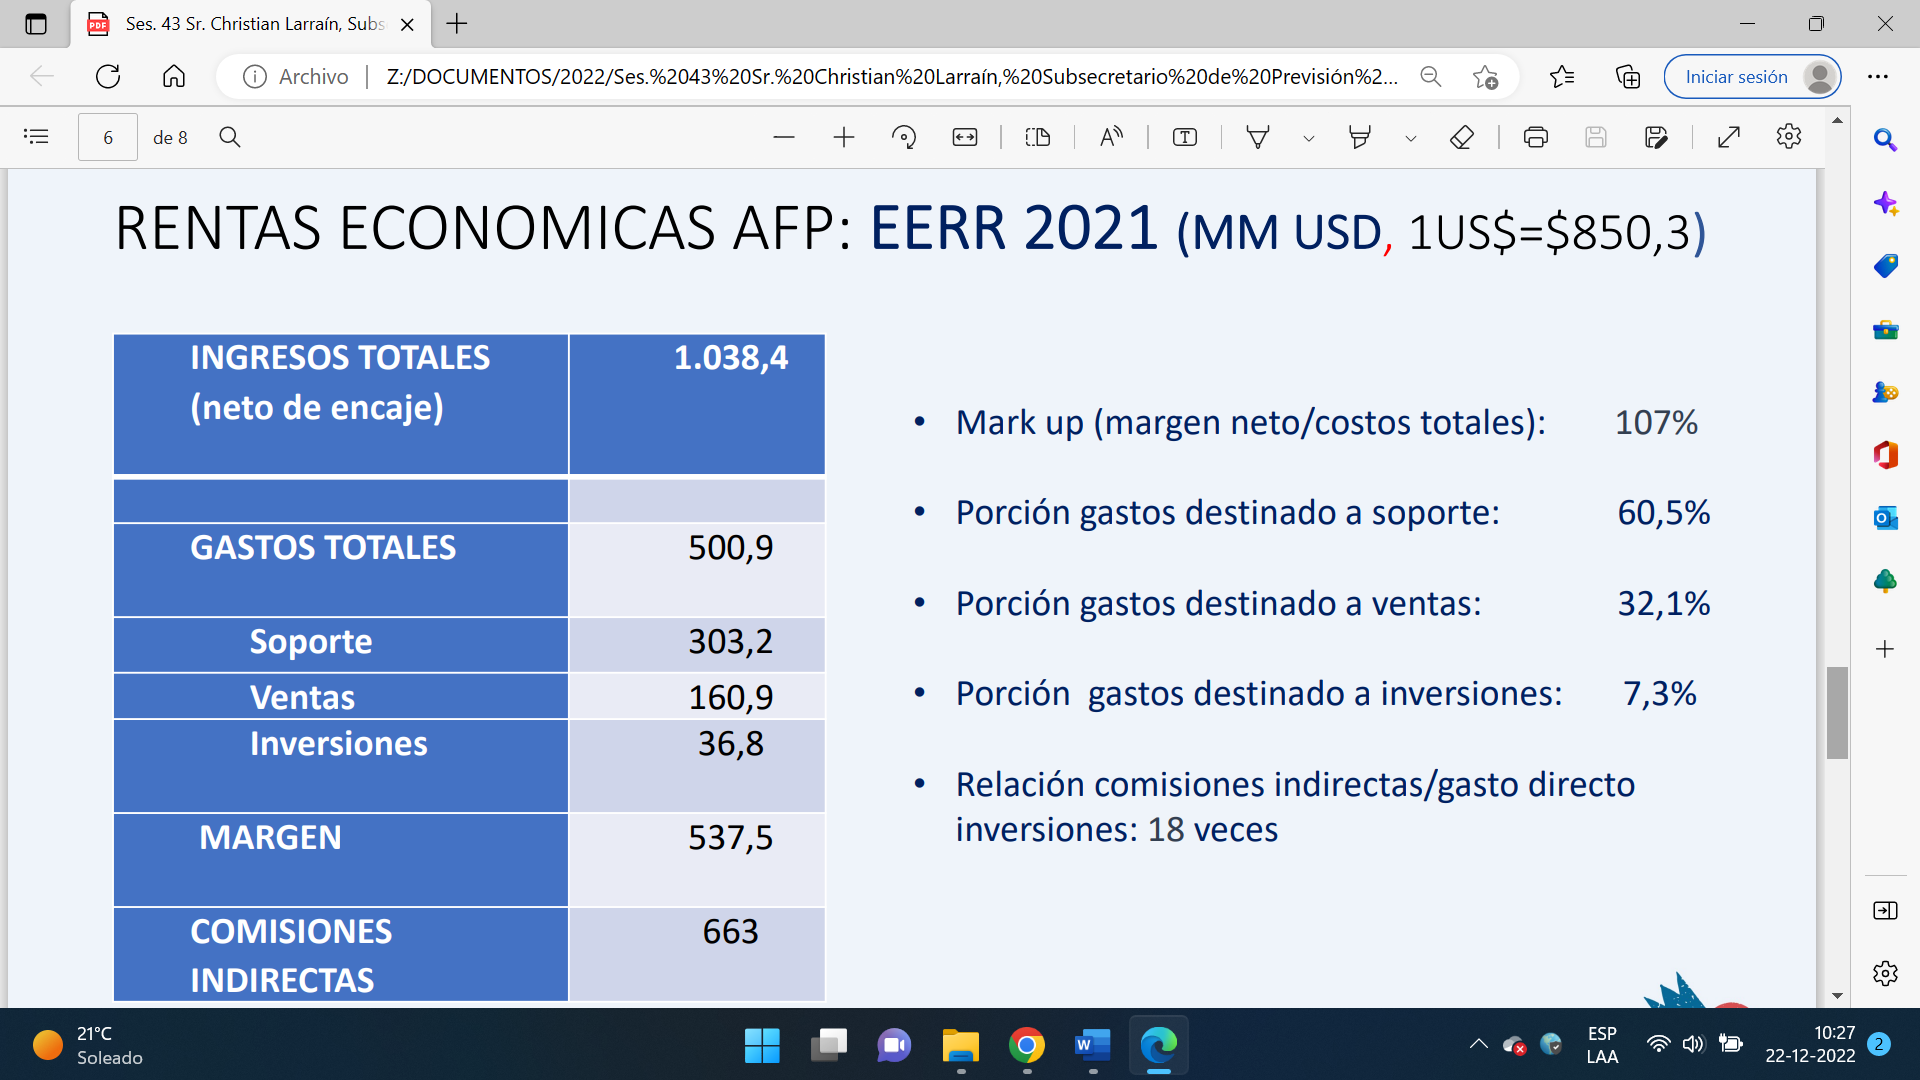 Ses. 43 Sr. Christian Larraín, Subs
Archivo
Z:/DOCUMENTOS/2022/Ses.%2043%20Sr.%20Christian%20Larraín,%20Subsecretario%20de%20Previsión%2...
Iniciar sesión
6 de 8
RENTAS ECONOMICAS AFP: EERR 2021 (MM USD, 1US$=$850,3)
INGRESOS TOTALES 1.038,4
(neto de encaje)
GASTOS TOTALES 500,9
Soporte 303,2
Ventas 160,9
Inversiones 36,8
MARGEN 537,5
COMISIONES 663
INDIRECTAS
• Mark up (margen neto/costos totales): 107%
• Porción gastos destinado a soporte: 60,5%
• Porción gastos destinado a ventas: 32,1%
• Porción gastos destinado a inversiones: 7,3%
• Relación comisiones indirectas/gasto directo
inversiones: 18 veces
21°C
Soleado
ESP
LAA
10:27
22-12-2022
2